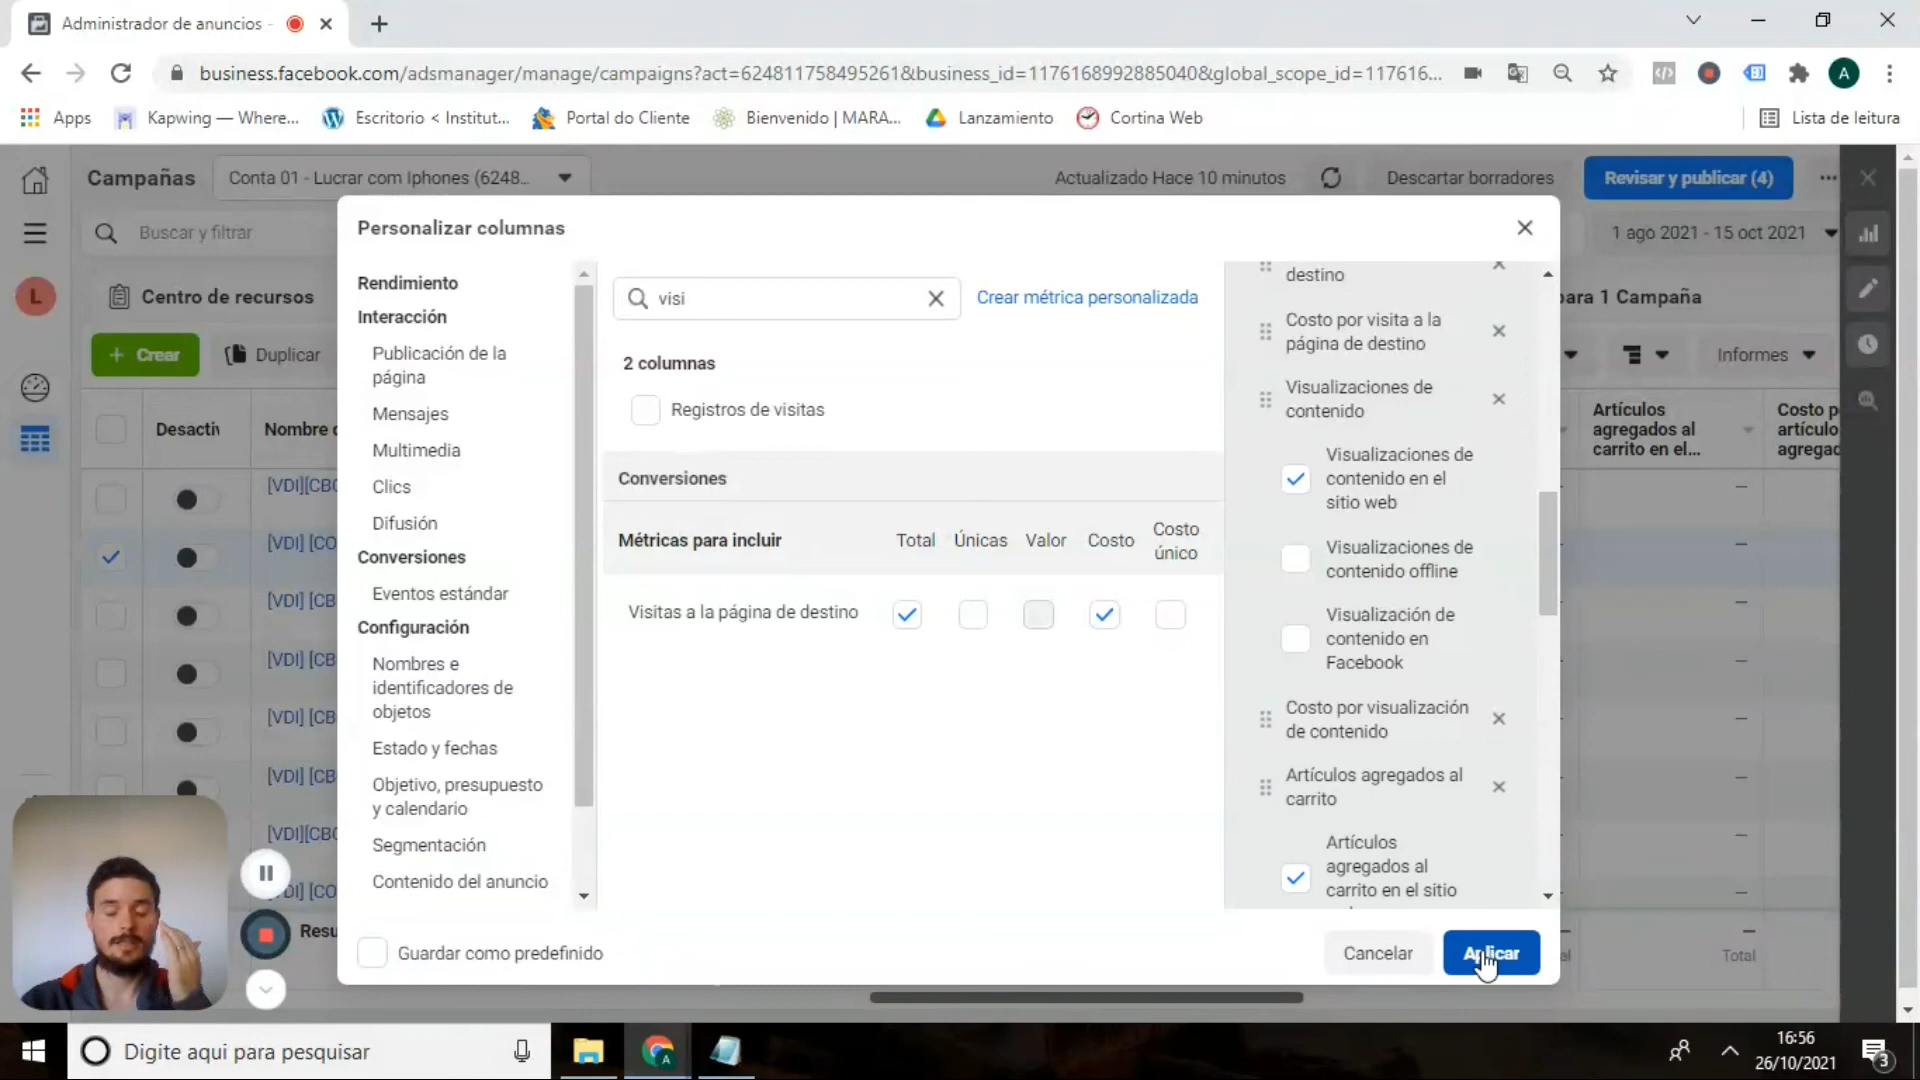 Administrador de anuncios -
business.facebook.com/adsmanager/manage/campaigns?act=624811758495261&business_id=1176168992885040&global_scope_id=117616...
A
Apps
Kapwing — Where...
Escritorio < Institut...
Portal do Cliente
Bienvenido | MARA...
Lanzamiento
Cortina Web
Lista de leitura
Campañas
Conta 01 - Lucrar com Iphones (6248...
Actualizado Hace 10 minutos
Descartar borradores
Revisar y publicar (4)
Buscar y filtrar
1 ago 2021 - 15 oct 2021
L
Centro de recursos
para 1 Campaña
Crear
Duplicar
Informes
Desactiv
Nombre
Artículos
agregados al
carrito en el...
Costo p
artículo
agregad
[VDI][CBO
[VDI] [CO
[VDI] [CB
[VDI] [CB
[VDI] [CB
[VDI] [CB
[VDI][CBO
[CO
Resu
Total
Personalizar columnas
Rendimiento
Interacción
Publicación de la
página
Mensajes
Multimedia
Clics
Difusión
Conversiones
Eventos estándar
Configuración
Nombres e
identificadores de
objetos
Estado y fechas
Objetivo, presupuesto
y calendario
Segmentación
Contenido del anuncio
visi
Crear métrica personalizada
2 columnas
Registros de visitas
Conversiones
Métricas para incluir
Total
Únicas
Valor
Costo
Costo
único
Visitas a la página de destino
destino
Costo por visita a la
página de destino
Visualizaciones de
contenido
Visualizaciones de
contenido en el
sitio web
Visualizaciones de
contenido offline
Visualización de
contenido en
Facebook
Costo por visualización
de contenido
Artículos agregados al
carrito
Artículos
agregados al
carrito en el sitio
Guardar como predefinido
Cancelar
Aplicar
Digite aqui para pesquisar
A
16:56
26/10/2021
3